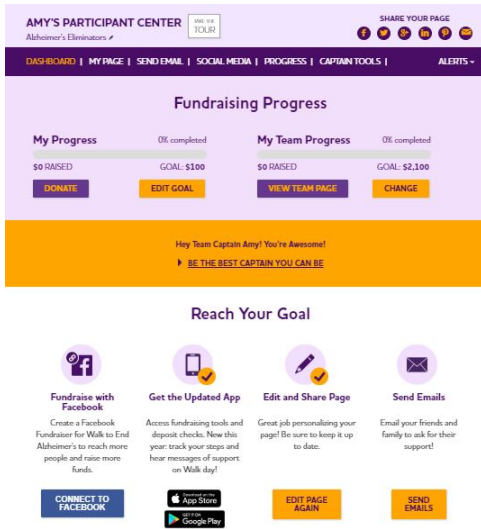 AMY'S PARTICIPANT CENTER
TAKE THE
TOUR
SHARE YOUR PAGE
Alzheimer's Eliminators
DASHBOARD | MY PAGE | SEND EMAIL | SOCIAL MEDIA | PROGRESS | CAPTAIN TOOLS | ALERTS
Fundraising Progress
My Progress 0% completed
$0 RAISED GOAL: $100
DONATE EDIT GOAL
My Team Progress 0% completed
$0 RAISED GOAL: $2,100
VIEW TEAM PAGE CHANGE
Hey Team Captain Amy! You're Awesome!
BE THE BEST CAPTAIN YOU CAN BE
Reach Your Goal
Fundraise with
Facebook
Create a Facebook
Fundraiser for Walk to End
Alzheimer's to reach more
people and raise more
funds.
CONNECT TO
FACEBOOK
Get the Updated App
Access fundraising tools and
deposit checks. New this
year: track your steps and
hear messages of support
on Walk day!
Download on the
App Store
GET IT ON
Google Play
Edit and Share Page
Great job personalizing your
page! Be sure to keep it up
to date.
EDIT PAGE
AGAIN
Send Emails
Email your friends and
family to ask for their
support!
SEND
EMAILS